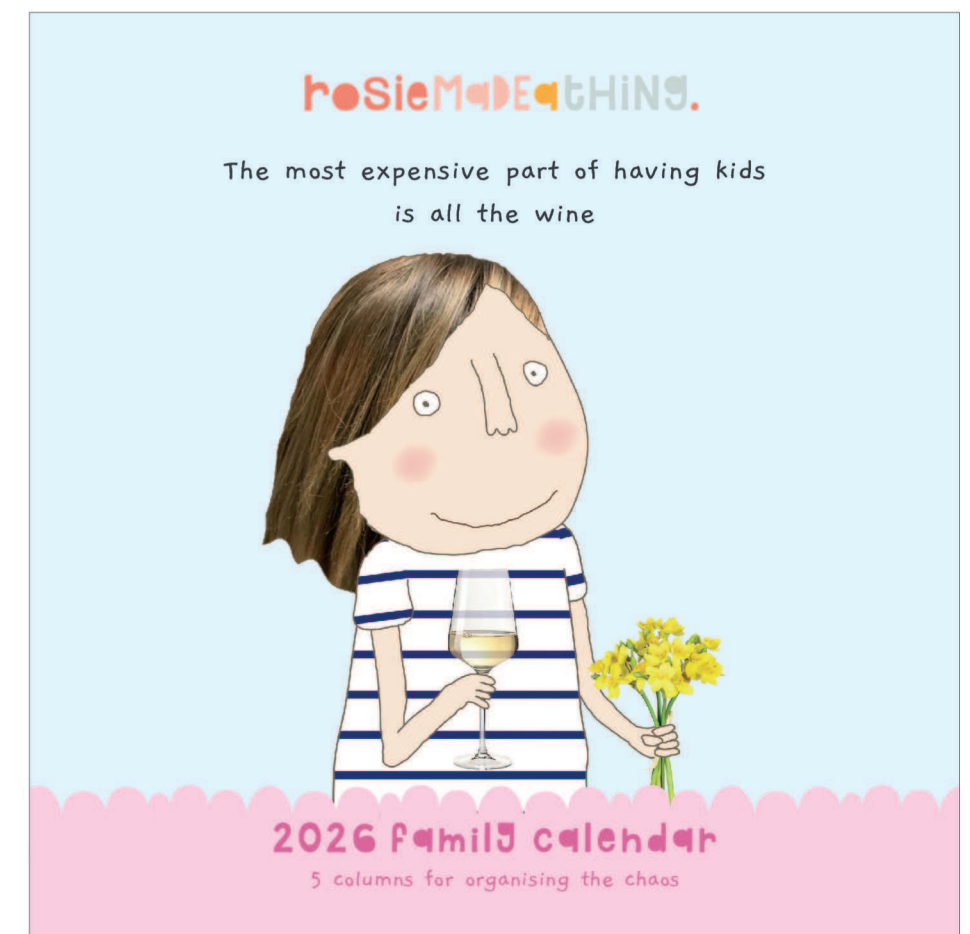 rosieMaDEatHiNg.
The most expensive part of having kids
is all the wine
2026 family calendar
5 columns for organising the chaos